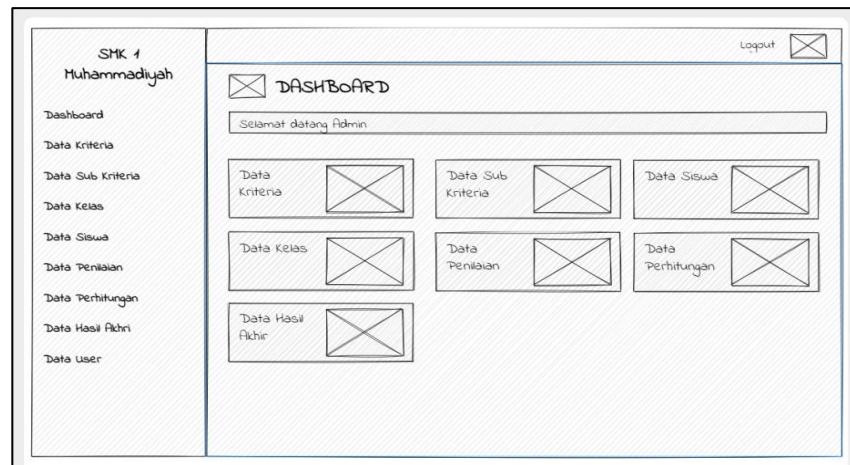 SMK 1
Muhammadiyah
Dashboard
Data Kriteria
Data Sub Kriteria
Data Kelas
Data Siswa
Data Penilaian
Data Perhitungan
Data Hasil Akhri
Data User
Logout
DASHBOARD
Selamat datang Admin
Data
Kriteria
Data Sub
Kriteria
Data Siswa
Data Kelas
Data
Penilaian
Data
Perhitungan
Data Hasil
Akhir